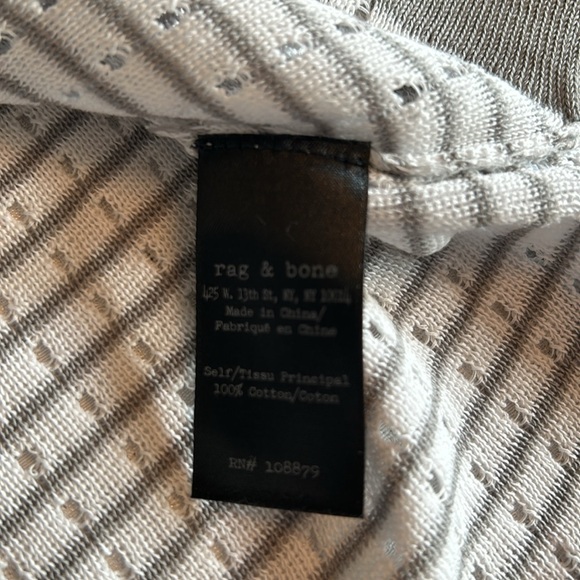 rag & bone
425 W. 13th St, NY, NY 10014
Made in China/
Fabriqué en Chine
Self/Tissu Principal
100% Cotton/Coton
RN# 108879